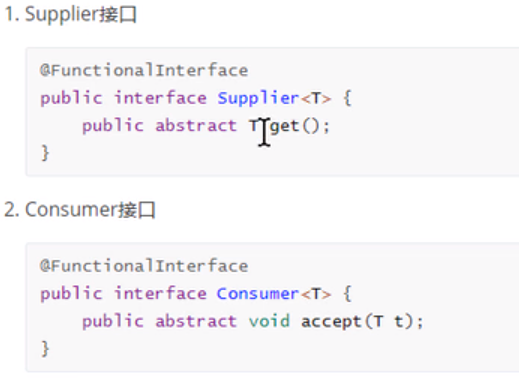 1. Supplier接口
@FunctionalInterface
public interface Supplier<T> {
public abstract T get();
}
2. Consumer接口
@FunctionalInterface
public interface Consumer<T> {
public abstract void accept(T t);
}